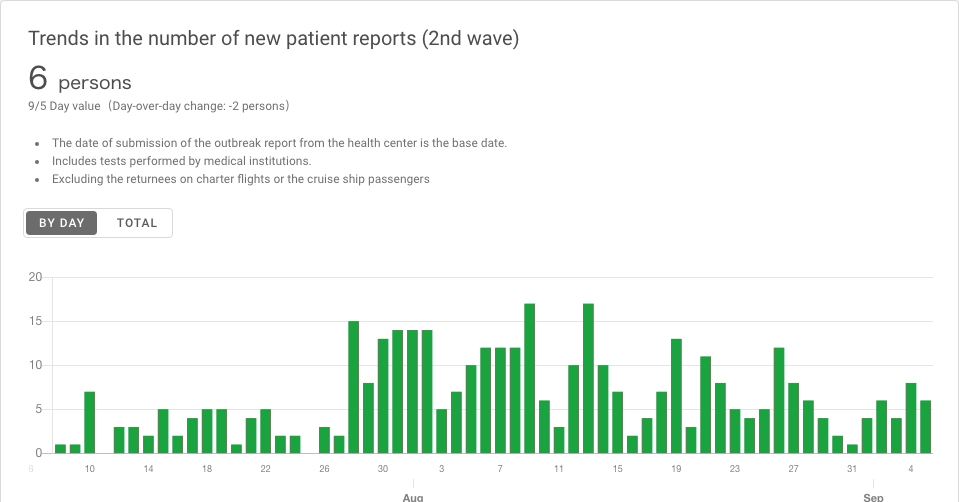 Trends in the number of new patient reports (2nd wave)
6 persons
9/5 Day value（Day-over-day change: -2 persons）
The date of submission of the outbreak report from the health center is the base date.
Includes tests performed by medical institutions.
Excluding the returnees on charter flights or the cruise ship passengers
BY DAY TOTAL
20
15
10
5
0
6 10 14 18 22 26 30 3 7 11 15 19 23 27 31 4
Aug Sep